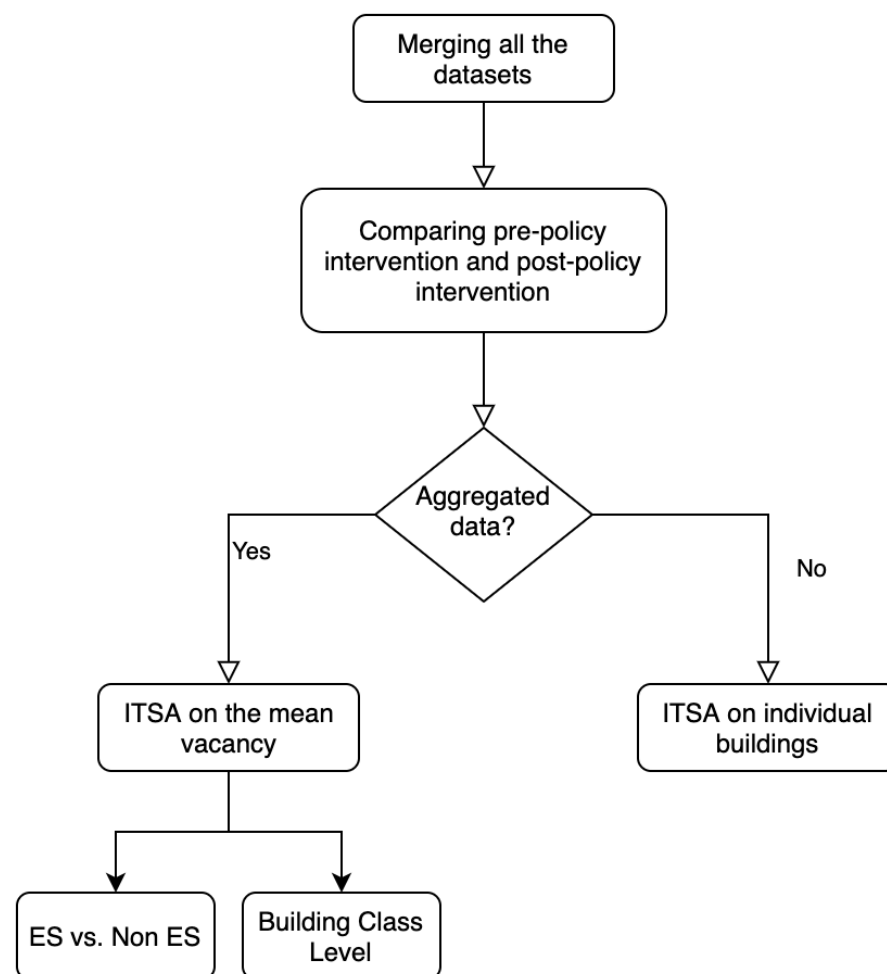 Merging all the
datasets
Comparing pre-policy
intervention and post-policy
intervention
Aggregated
data?
Yes
No
ITSA on the mean
vacancy
ITSA on individual
buildings
ES vs. Non ES
Building Class
Level